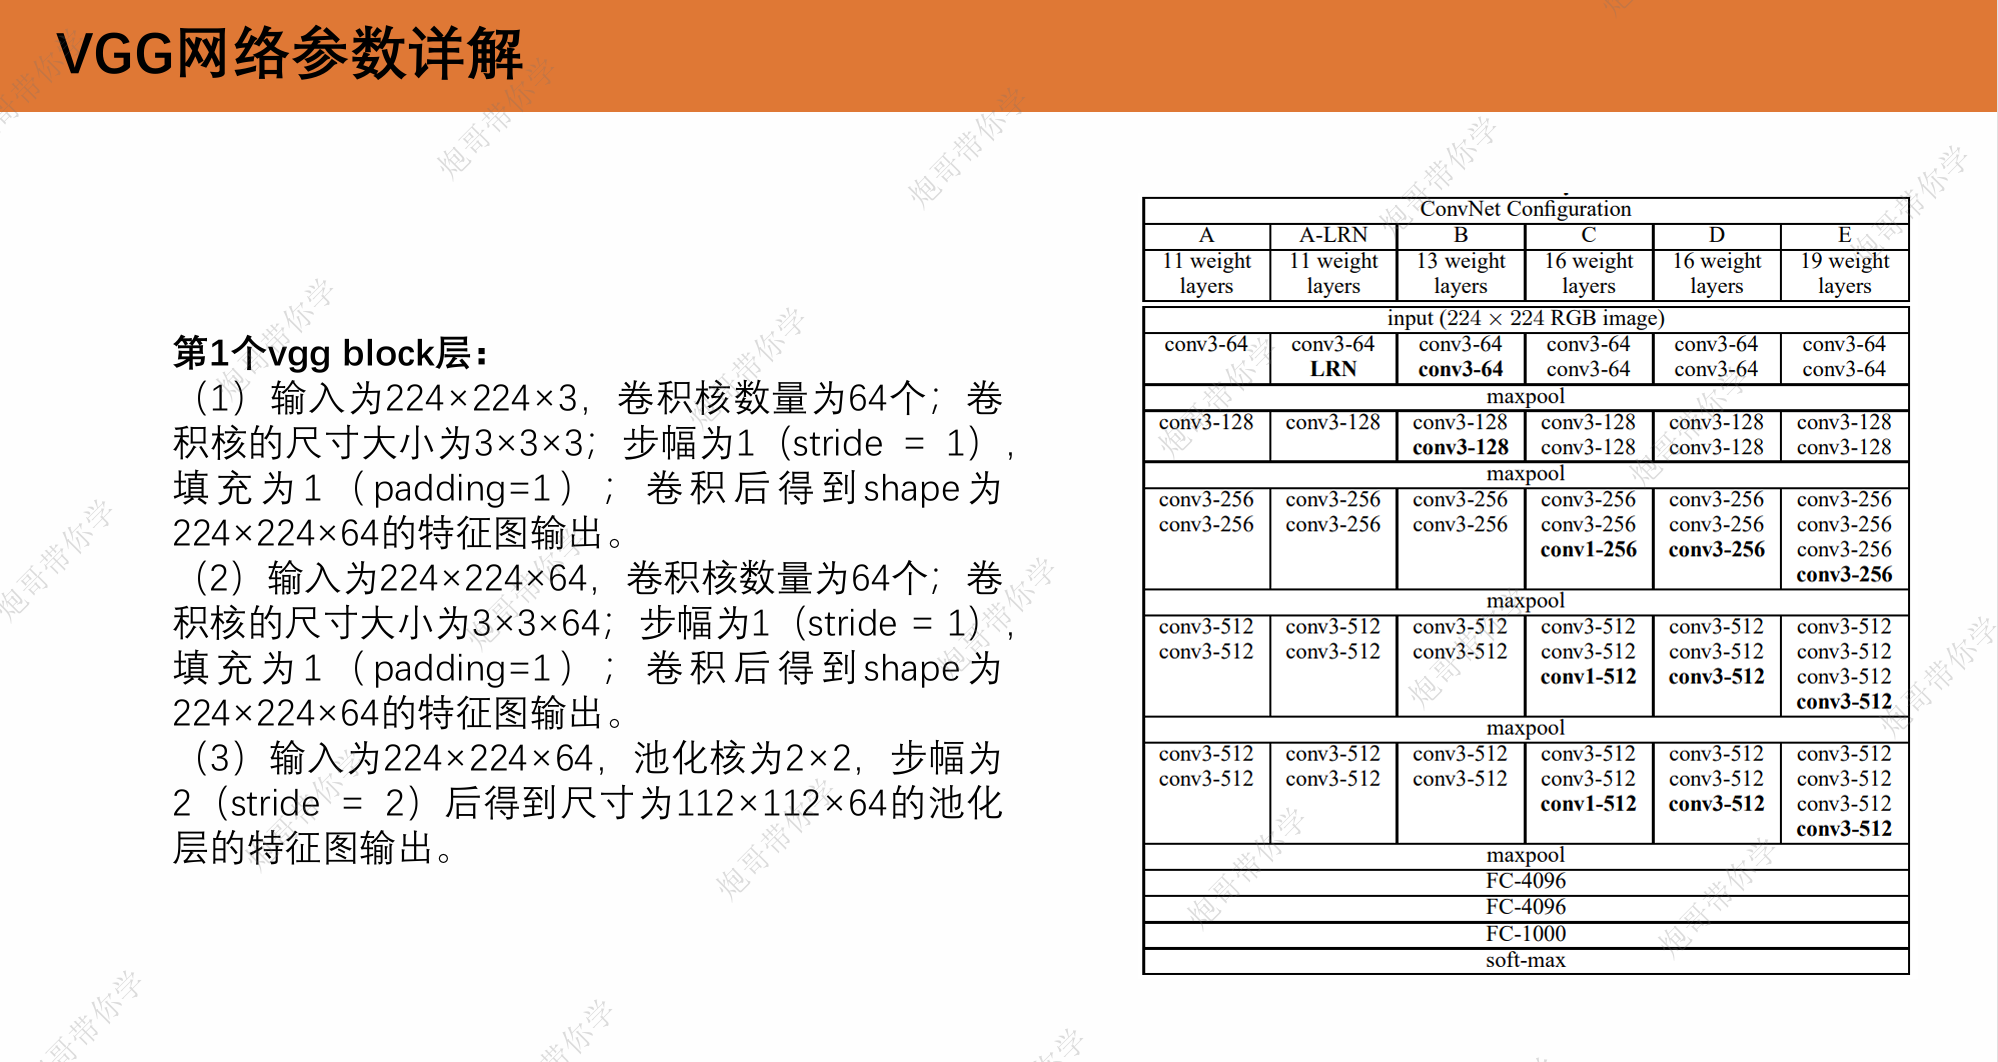 VGG网络参数详解
第1个vgg block层：
（1）输入为224×224×3，卷积核数量为64个；卷
积核的尺寸大小为3×3×3；步幅为1（stride = 1），
填充为1（padding=1）；卷积后得到shape为
224×224×64的特征图输出。
（2）输入为224×224×64，卷积核数量为64个；卷
积核的尺寸大小为3×3×64；步幅为1（stride = 1），
填充为1（padding=1）；卷积后得到shape为
224×224×64的特征图输出。
（3）输入为224×224×64，池化核为2×2，步幅为
2（stride = 2）后得到尺寸为112×112×64的池化
层的特征图输出。
ConvNet Configuration
A A-LRN B C D E
11 weight 11 weight 13 weight 16 weight 16 weight 19 weight
layers layers layers layers layers layers
input (224 × 224 RGB image)
conv3-64 conv3-64 conv3-64 conv3-64 conv3-64 conv3-64
LRN conv3-64 conv3-64 conv3-64 conv3-64
maxpool
conv3-128 conv3-128 conv3-128 conv3-128 conv3-128 conv3-128
conv3-128 conv3-128 conv3-128 conv3-128
maxpool
conv3-256 conv3-256 conv3-256 conv3-256 conv3-256 conv3-256
conv3-256 conv3-256 conv3-256 conv3-256 conv3-256 conv3-256
conv1-256 conv3-256 conv3-256
conv3-256
maxpool
conv3-512 conv3-512 conv3-512 conv3-512 conv3-512 conv3-512
conv3-512 conv3-512 conv3-512 conv3-512 conv3-512 conv3-512
conv1-512 conv3-512 conv3-512
conv3-512
maxpool
conv3-512 conv3-512 conv3-512 conv3-512 conv3-512 conv3-512
conv3-512 conv3-512 conv3-512 conv3-512 conv3-512 conv3-512
conv1-512 conv3-512 conv3-512
conv3-512
maxpool
FC-4096
FC-4096
FC-1000
soft-max
炮哥带你学